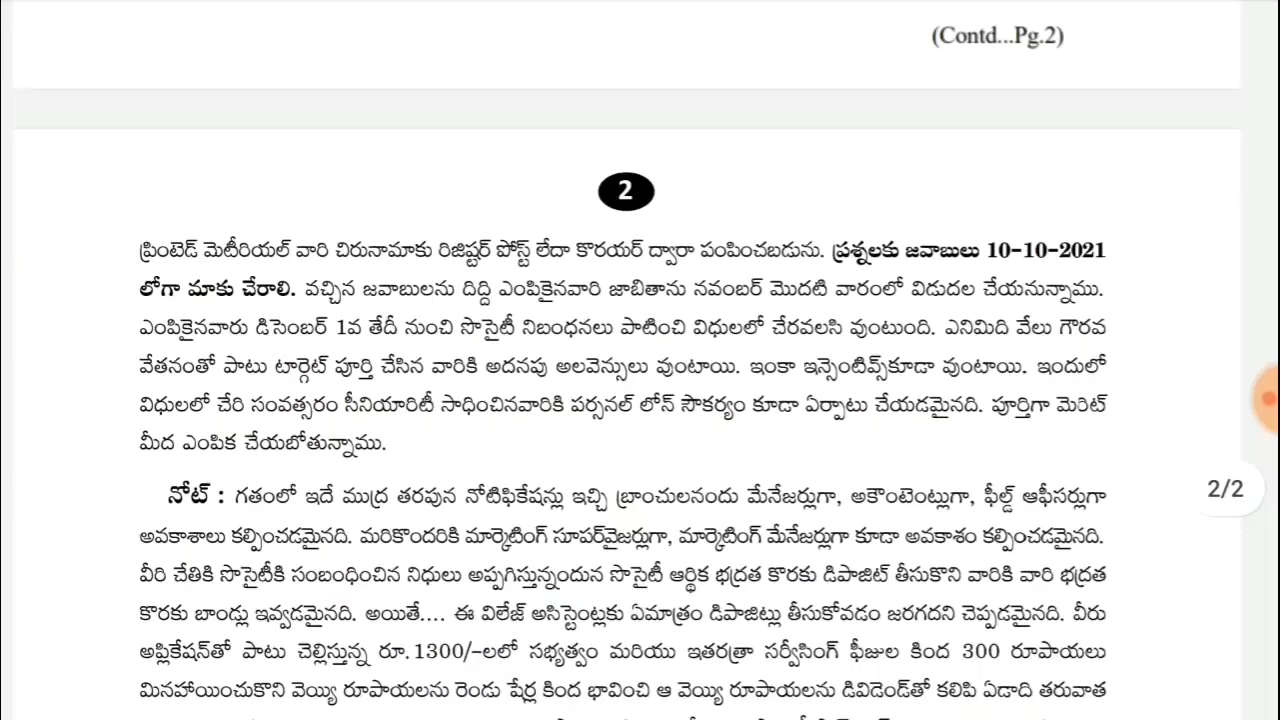 (Contd...Pg.2)
2
ప్రింటెడ్ మెటీరియల్ వారి చిరునామాకు రిజిష్టర్ పోస్ట్ లేదా కొరయర్ ద్వారా పంపించబడును. ప్రశ్నలకు జవాబులు 10-10-2021
లోగా మాకు చేరాలి. వచ్చిన జవాబులను దిద్ది ఎంపికైనవారి జాబితాను నవంబర్ మొదటి వారంలో విడుదల చేయనున్నాము.
ఎంపికైనవారు డిసెంబర్ 1వ తేదీ నుంచి సొసైటీ నిబంధనలు పాటించి విధులలో చేరవలసి వుంటుంది. ఎనిమిది వేలు గౌరవ
వేతనంతో పాటు టార్గెట్ పూర్తి చేసిన వారికి అదనపు అలవెన్సులు వుంటాయి. ఇంకా ఇన్సెంటివ్స్‌కూడా వుంటాయి. ఇందులో
విధులలో చేరి సంవత్సరం సీనియారిటీ సాధించినవారికి పర్సనల్ లోన్ సౌకర్యం కూడా ఏర్పాటు చేయడమైనది. పూర్తిగా మెరిట్
మీద ఎంపిక చేయబోతున్నాము.
నోట్ : గతంలో ఇదే ముద్ర తరపున నోటిఫికేషన్లు ఇచ్చి బ్రాంచులనందు మేనేజర్లుగా, అకౌంటెంట్లుగా, ఫీల్డ్ ఆఫీసర్లుగా
2/2
అవకాశాలు కల్పించడమైనది. మరికొందరికి మార్కెటింగ్ సూపర్‌వైజర్లుగా, మార్కెటింగ్ మేనేజర్లుగా కూడా అవకాశం కల్పించడమైనది.
వీరి చేతికి సొసైటీకి సంబంధించిన నిధులు అప్పగిస్తున్నందున సొసైటీ ఆర్థిక భద్రత కొరకు డిపాజిట్ తీసుకొని వారికి వారి భద్రత
కొరకు బాండ్లు ఇవ్వడమైనది. అయితే.... ఈ విలేజ్ అసిస్టెంట్లకు ఏమాత్రం డిపాజిట్లు తీసుకోవడం జరగదని చెప్పడమైనది. వీరు
అప్లికేషన్‌తో పాటు చెల్లిస్తున్న రూ.1300/-లలో సభ్యత్వం మరియు ఇతరత్రా సర్వీసింగ్ ఫీజుల కింద 300 రూపాయలు
మినహాయించుకొని వెయ్యి రూపాయలను రెండు షేర్ల కింద భావించి ఆ వెయ్యి రూపాయలను డివిడెండ్‌తో కలిపి ఏడాది తరువాత